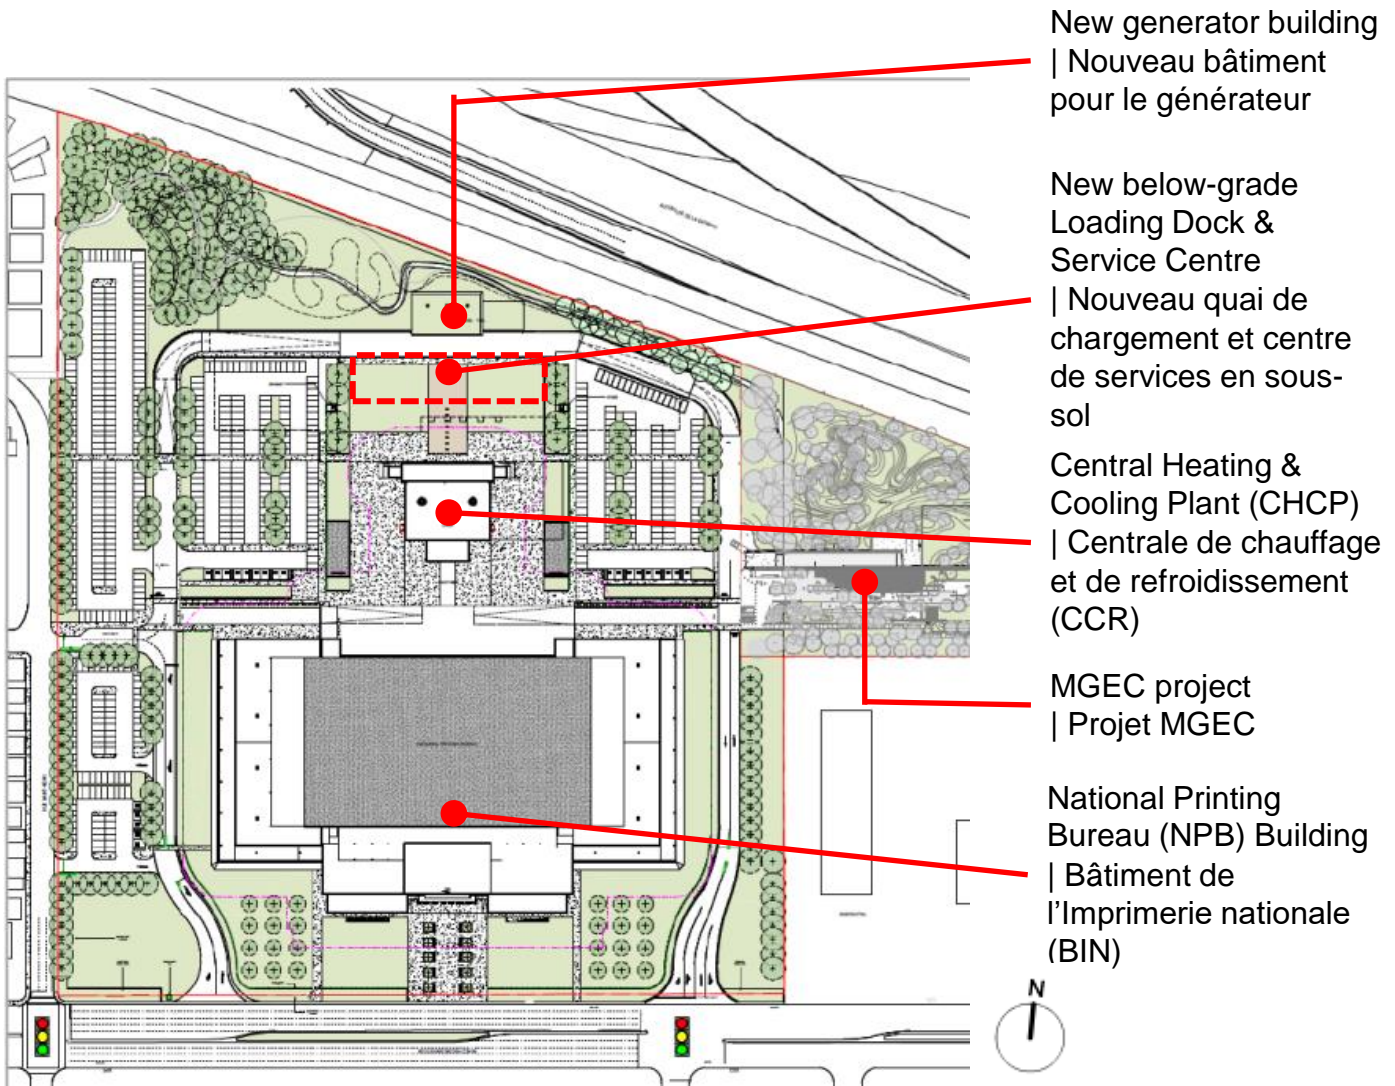 New generator building
| Nouveau bâtiment
pour le générateur
New below-grade
Loading Dock &
Service Centre
| Nouveau quai de
chargement et centre
de services en sous-
sol
Central Heating &
Cooling Plant (CHCP)
| Centrale de chauffage
et de refroidissement
(CCR)
MGEC project
| Projet MGEC
National Printing
Bureau (NPB) Building
| Bâtiment de
l’Imprimerie nationale
(BIN)
N